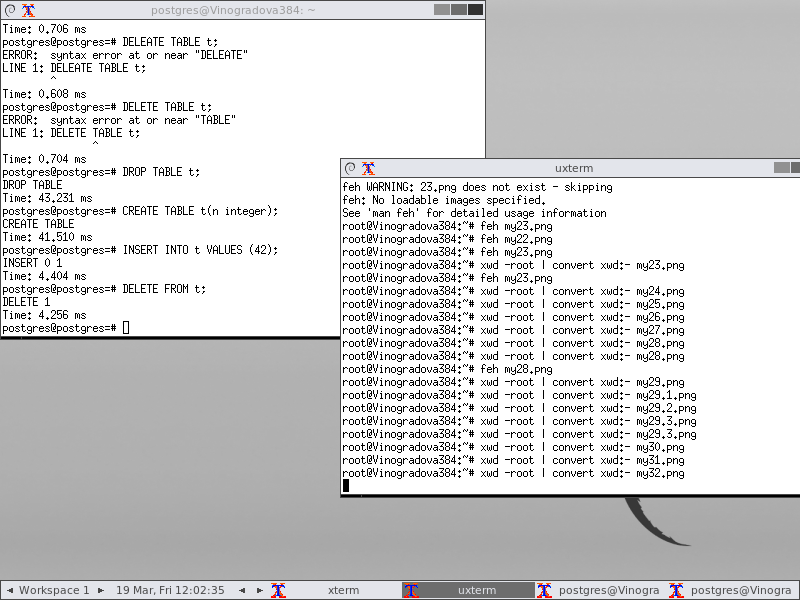 postgres@Vinogradova384: ~
Time: 0.706 ms
postgres@postgres=# DELEATE TABLE t;
ERROR:  syntax error at or near "DELEATE"
LINE 1: DELEATE TABLE t;
        ^
Time: 0.608 ms
postgres@postgres=# DELETE TABLE t;
ERROR:  syntax error at or near "TABLE"
LINE 1: DELETE TABLE t;
               ^
Time: 0.704 ms
postgres@postgres=# DROP TABLE t;
DROP TABLE
Time: 43.231 ms
postgres@postgres=# CREATE TABLE t(n integer);
CREATE TABLE
Time: 41.510 ms
postgres@postgres=# INSERT INTO t VALUES (42);
INSERT 0 1
Time: 4.404 ms
postgres@postgres=# DELETE FROM t;
DELETE 1
Time: 4.256 ms
postgres@postgres=#
uxterm
feh WARNING: 23.png does not exist - skipping
feh: No loadable images specified.
See 'man feh' for detailed usage information
root@Vinogradova384:~# feh my23.png
root@Vinogradova384:~# feh my22.png
root@Vinogradova384:~# feh my23.png
root@Vinogradova384:~# xwd -root | convert xwd:- my23.png
root@Vinogradova384:~# feh my23.png
root@Vinogradova384:~# xwd -root | convert xwd:- my24.png
root@Vinogradova384:~# xwd -root | convert xwd:- my25.png
root@Vinogradova384:~# xwd -root | convert xwd:- my26.png
root@Vinogradova384:~# xwd -root | convert xwd:- my27.png
root@Vinogradova384:~# xwd -root | convert xwd:- my28.png
root@Vinogradova384:~# xwd -root | convert xwd:- my28.png
root@Vinogradova384:~# feh my28.png
root@Vinogradova384:~# xwd -root | convert xwd:- my29.png
root@Vinogradova384:~# xwd -root | convert xwd:- my29.1.png
root@Vinogradova384:~# xwd -root | convert xwd:- my29.2.png
root@Vinogradova384:~# xwd -root | convert xwd:- my29.3.png
root@Vinogradova384:~# xwd -root | convert xwd:- my29.3.png
root@Vinogradova384:~# xwd -root | convert xwd:- my30.png
root@Vinogradova384:~# xwd -root | convert xwd:- my31.png
root@Vinogradova384:~# xwd -root | convert xwd:- my32.png
Workspace 1 19 Mar, Fri 12:02:35 xterm uxterm postgres@Vinogra postgres@Vinogra